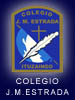 COLEGIO
J. M. ESTRADA
ITUZAINGO
COLEGIO
J.M.ESTRADA